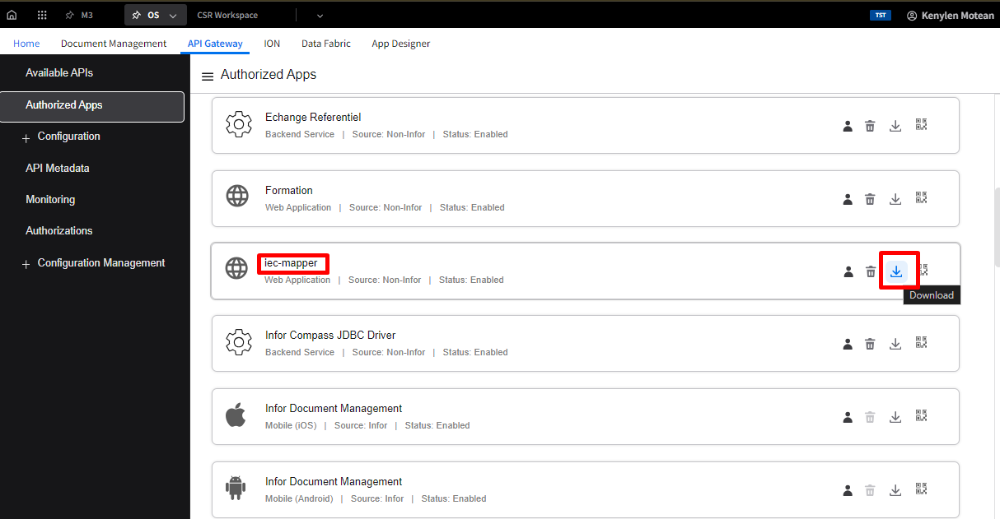 M3
OS
CSR Workspace
TST
Kenylen Motean
Home
Document Management
API Gateway
ION
Data Fabric
App Designer
Available APIs
Authorized Apps
Configuration
API Metadata
Monitoring
Authorizations
Configuration Management
Authorized Apps
Echange Referentiel
Backend Service | Source: Non-Infor | Status: Enabled
Formation
Web Application | Source: Non-Infor | Status: Enabled
iec-mapper
Web Application | Source: Non-Infor | Status: Enabled
Download
Infor Compass JDBC Driver
Backend Service | Source: Non-Infor | Status: Enabled
Infor Document Management
Mobile (iOS) | Source: Infor | Status: Enabled
Infor Document Management
Mobile (Android) | Source: Infor | Status: Enabled